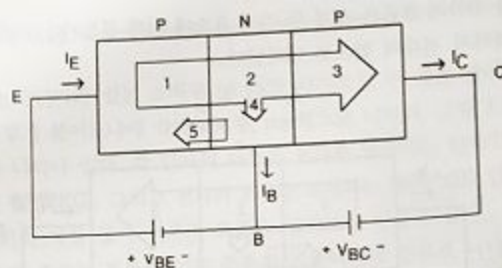 P N P
I_E → 1 2 3 → I_C
E 4 C
5
↓ I_B
B
+ V_BE - + V_BC -